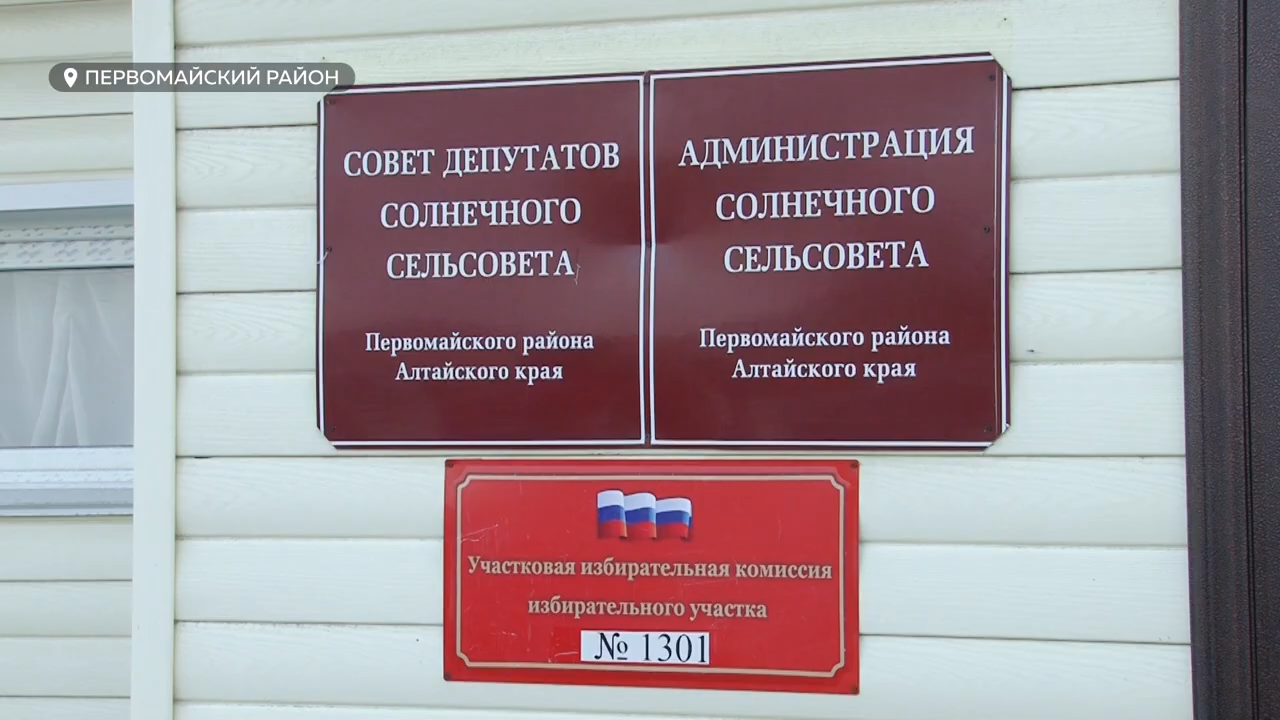 ПЕРВОМАЙСКИЙ РАЙОН
СОВЕТ ДЕПУТАТОВ
СОЛНЕЧНОГО
СЕЛЬСОВЕТА
Первомайского района
Алтайского края
АДМИНИСТРАЦИЯ
СОЛНЕЧНОГО
СЕЛЬСОВЕТА
Первомайского района
Алтайского края
Участковая избирательная комиссия
избирательного участка
№ 1301